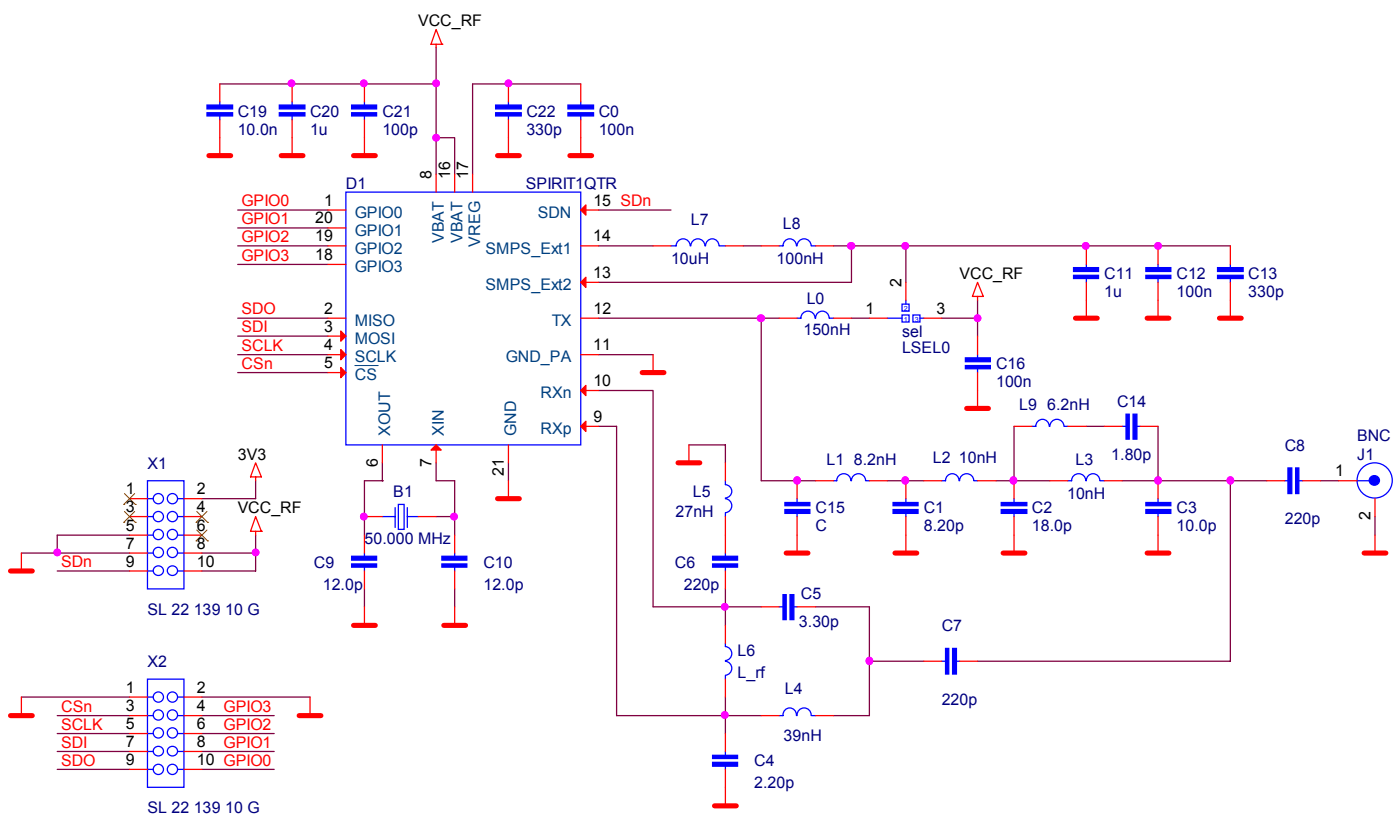 VCC_RF
C19
10.0n
C20
1u
C21
100p
C22
330p
C0
100n
8
16
17
D1
SPIRIT1QTR
GPIO0 1 GPIO0
GPIO1 20 GPIO1
GPIO2 19 GPIO2
GPIO3 18 GPIO3
SDO 2 MISO
SDI 3 MOSI
SCLK 4 SCLK
CSn 5 CS
VBAT
VBAT
VREG
SDN 15 SDn
SMPS_Ext1 14
SMPS_Ext2 13
TX 12
GND_PA 11
RXn 10
RXp 9
XOUT
XIN
GND
6
7
21
L7
10uH
L8
100nH
L0
150nH
1
2
3
sel
LSEL0
VCC_RF
C16
100n
C11
1u
C12
100n
C13
330p
B1
50.000 MHz
C9
12.0p
C10
12.0p
L9 6.2nH
C14
1.80p
L1 8.2nH
L2 10nH
L3
10nH
C15
C
C1
8.20p
C2
18.0p
C3
10.0p
C8
220p
BNC
J1
1
2
L5
27nH
C6
220p
C5
3.30p
L6
L_rf
L4
39nH
C4
2.20p
C7
220p
X1
3V3
VCC_RF
1 2
3 4
5 6
7 8
SDn 9 10
SL 22 139 10 G
X2
1 2
CSn 3 4 GPIO3
SCLK 5 6 GPIO2
SDI 7 8 GPIO1
SDO 9 10 GPIO0
SL 22 139 10 G